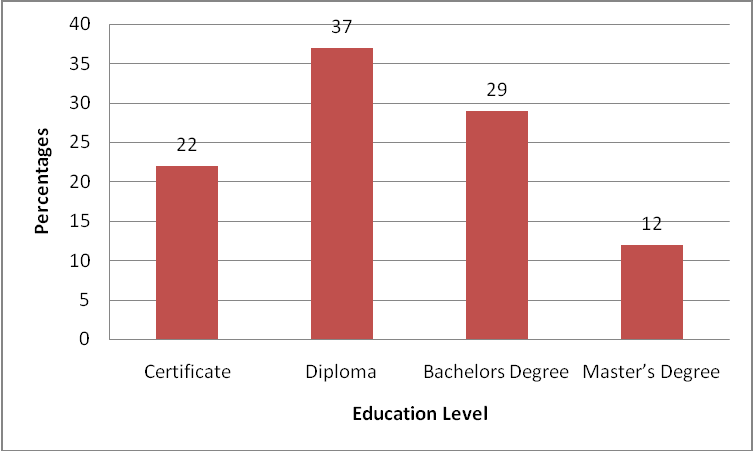 Percentages
40
35
30
25
20
15
10
5
0
22
37
29
12
Certificate
Diploma
Bachelors Degree
Master’s Degree
Education Level